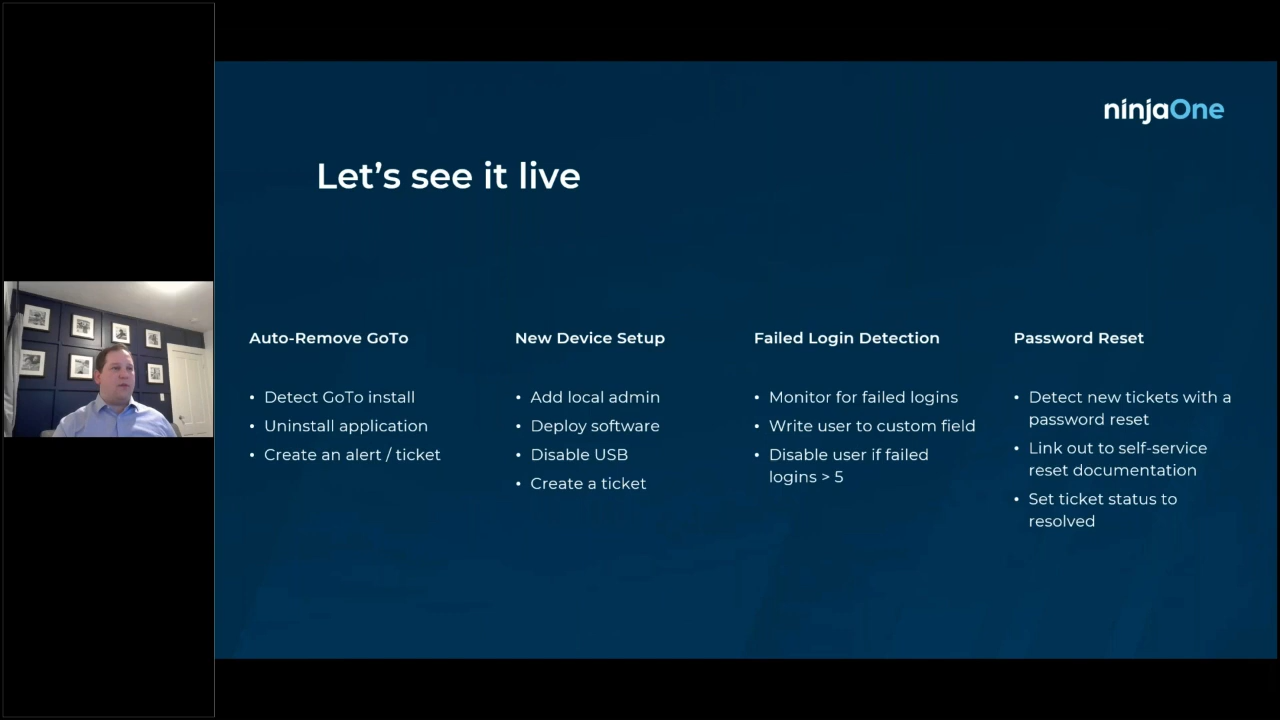 ninjaOne
Let's see it live
Auto-Remove GoTo
• Detect GoTo install
• Uninstall application
• Create an alert / ticket
New Device Setup
• Add local admin
• Deploy software
• Disable USB
• Create a ticket
Failed Login Detection
• Monitor for failed logins
• Write user to custom field
• Disable user if failed
logins > 5
Password Reset
• Detect new tickets with a
password reset
• Link out to self-service
reset documentation
• Set ticket status to
resolved